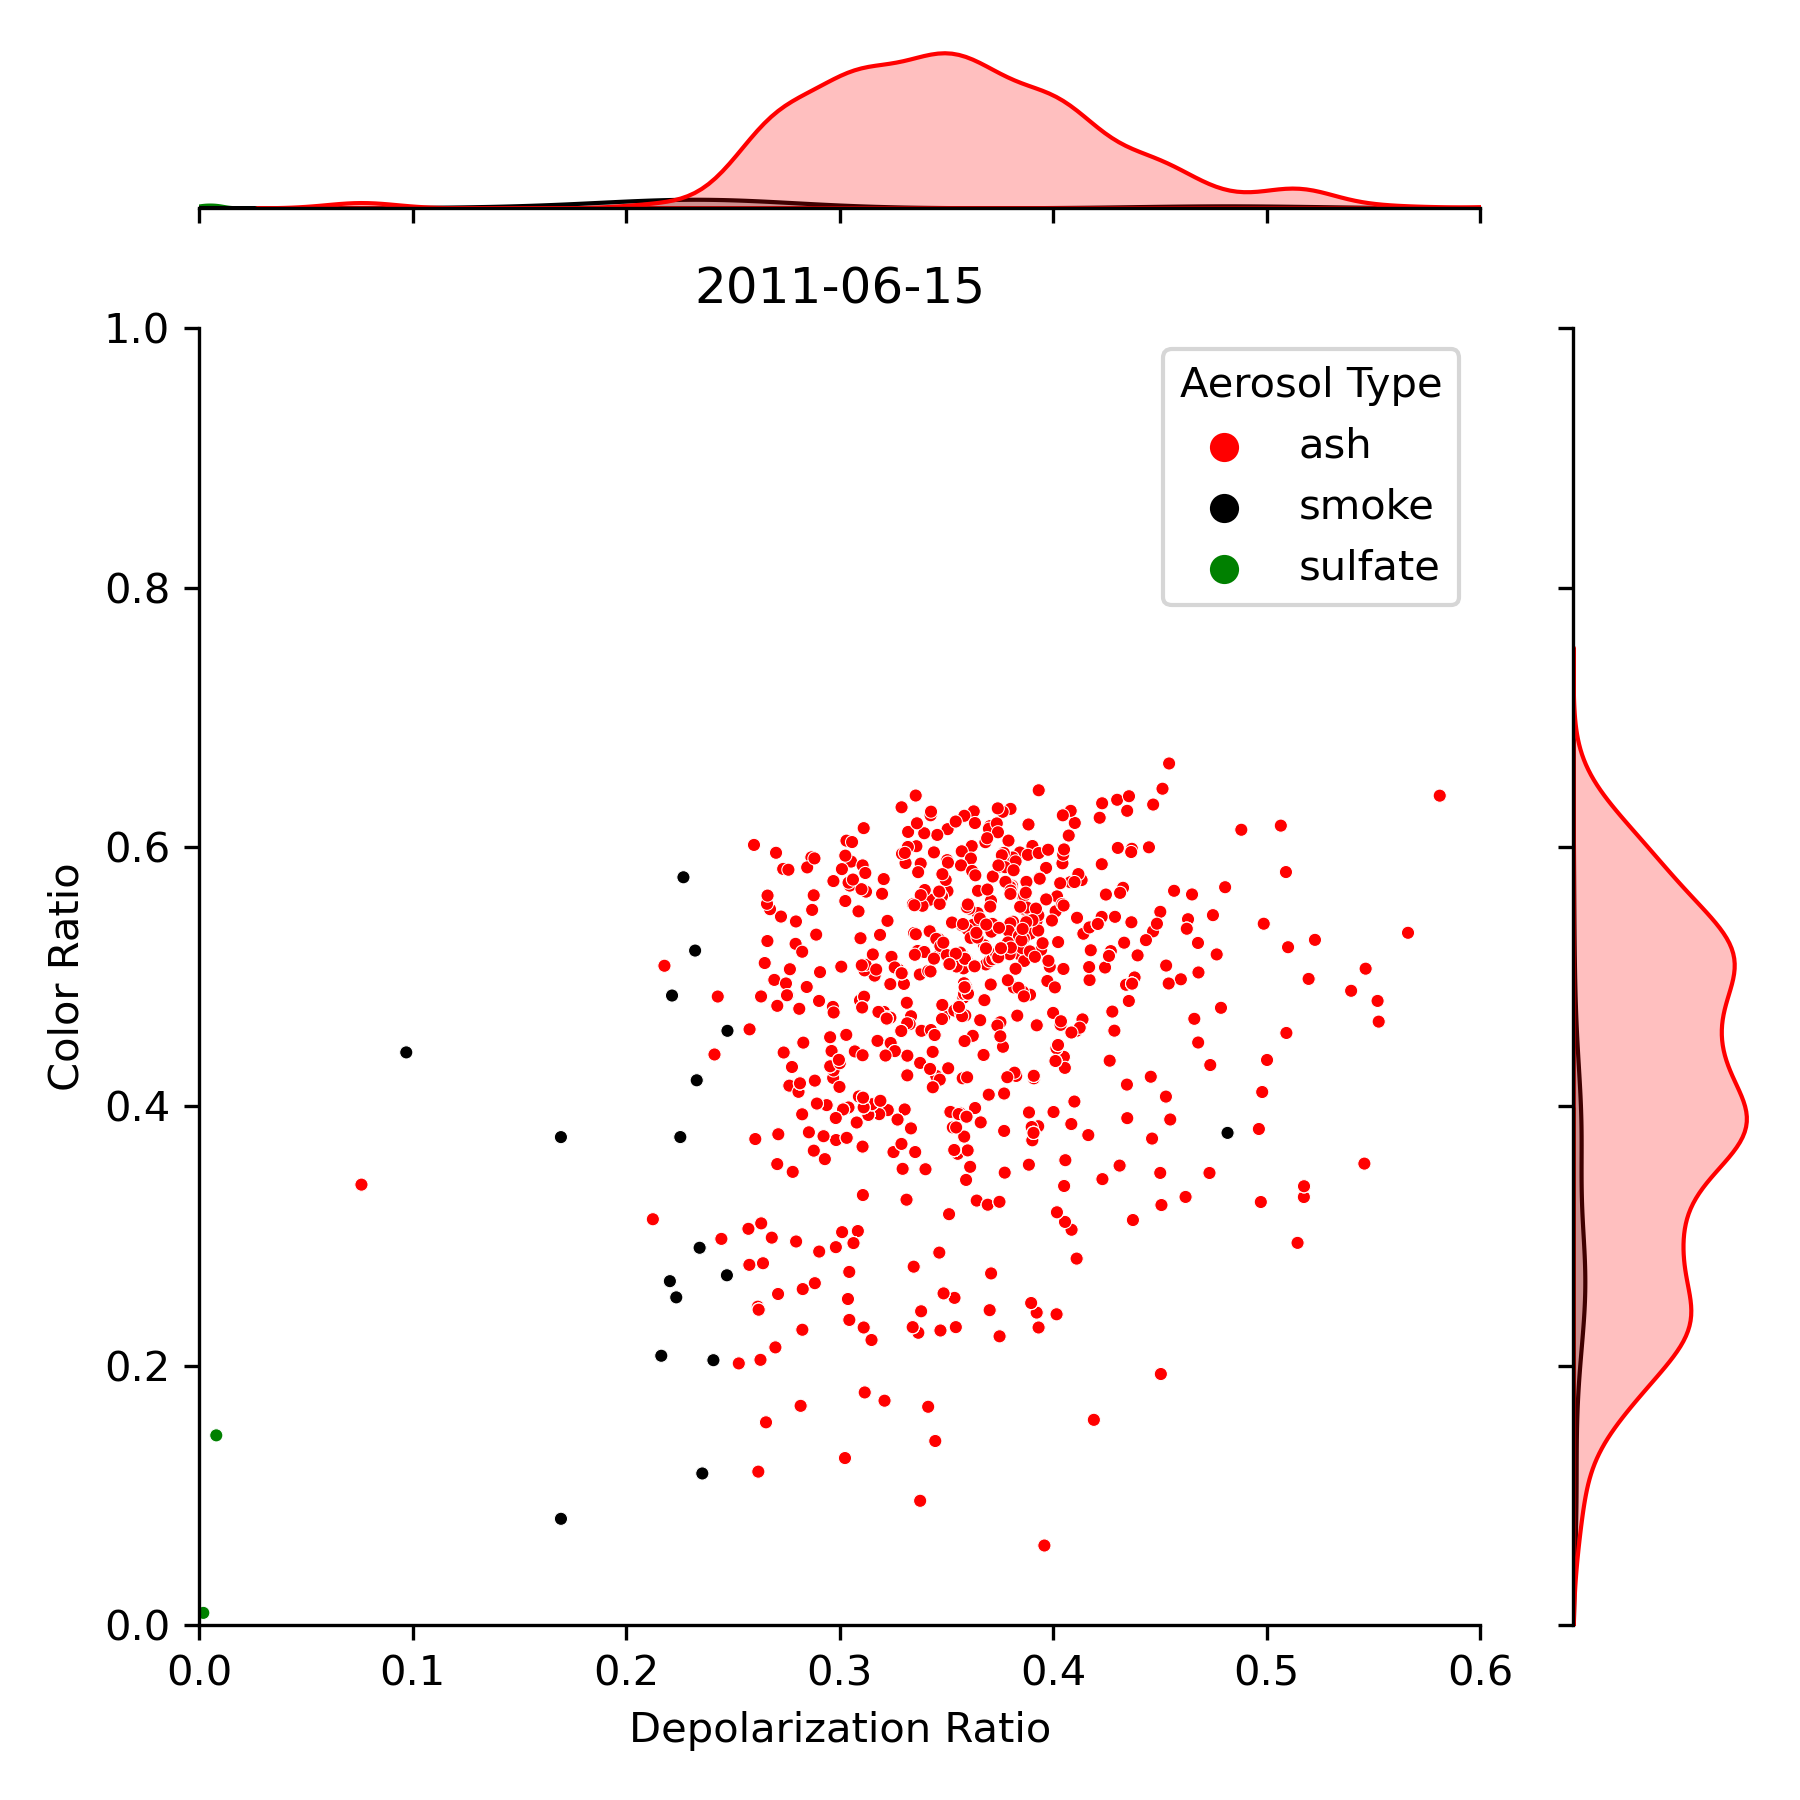 2011-06-15
1.0
Aerosol Type
ash
smoke
sulfate
0.8
0.6
0.4
0.2
0.0
Color Ratio
0.0 0.1 0.2 0.3 0.4 0.5 0.6
Depolarization Ratio